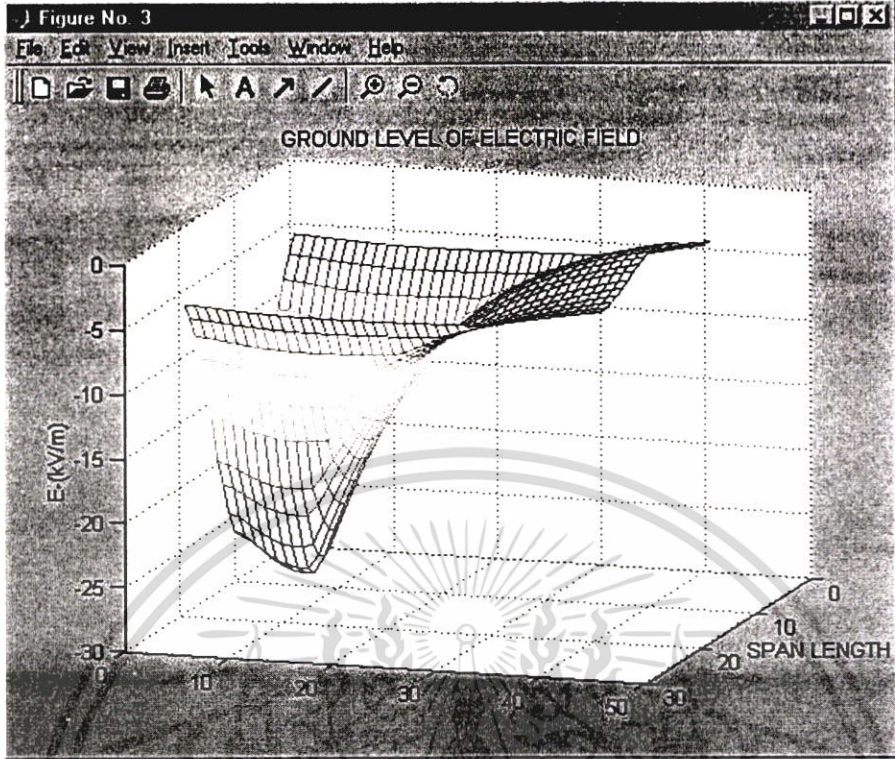 Figure No. 3
File Edit View Insert Tools Window Help
A
GROUND LEVEL OF ELECTRIC FIELD
0
-5
-10
-15
-20
-25
-30
E-(kV/m)
0
10
20
30
40
50
0
10
20
30
SPAN LENGTH